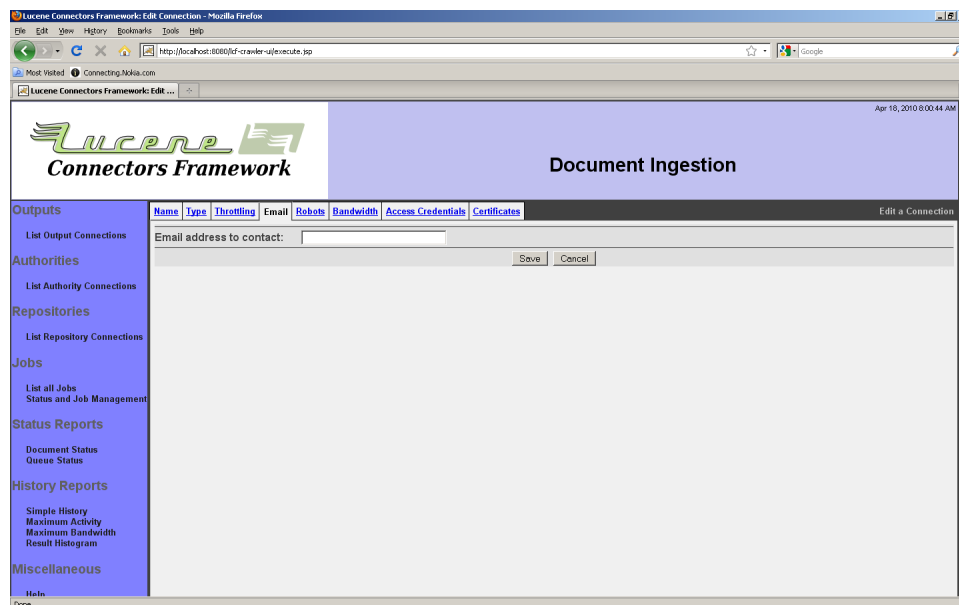 Lucene Connectors Framework: Edit Connection - Mozilla Firefox
File Edit View History Bookmarks Tools Help
http://localhost:8080/lcf-crawler-ui/execute.jsp
Google
Most Visited Connecting.Nokia.com
Lucene Connectors Framework: Edit ...
Apr 18, 2010 8:00:44 AM
Lucene
Connectors Framework
Document Ingestion
Name Type Throttling Email Robots Bandwidth Access Credentials Certificates
Edit a Connection
Email address to contact:
Save Cancel
Outputs
List Output Connections
Authorities
List Authority Connections
Repositories
List Repository Connections
Jobs
List all Jobs
Status and Job Management
Status Reports
Document Status
Queue Status
History Reports
Simple History
Maximum Activity
Maximum Bandwidth
Result Histogram
Miscellaneous
Help
Done